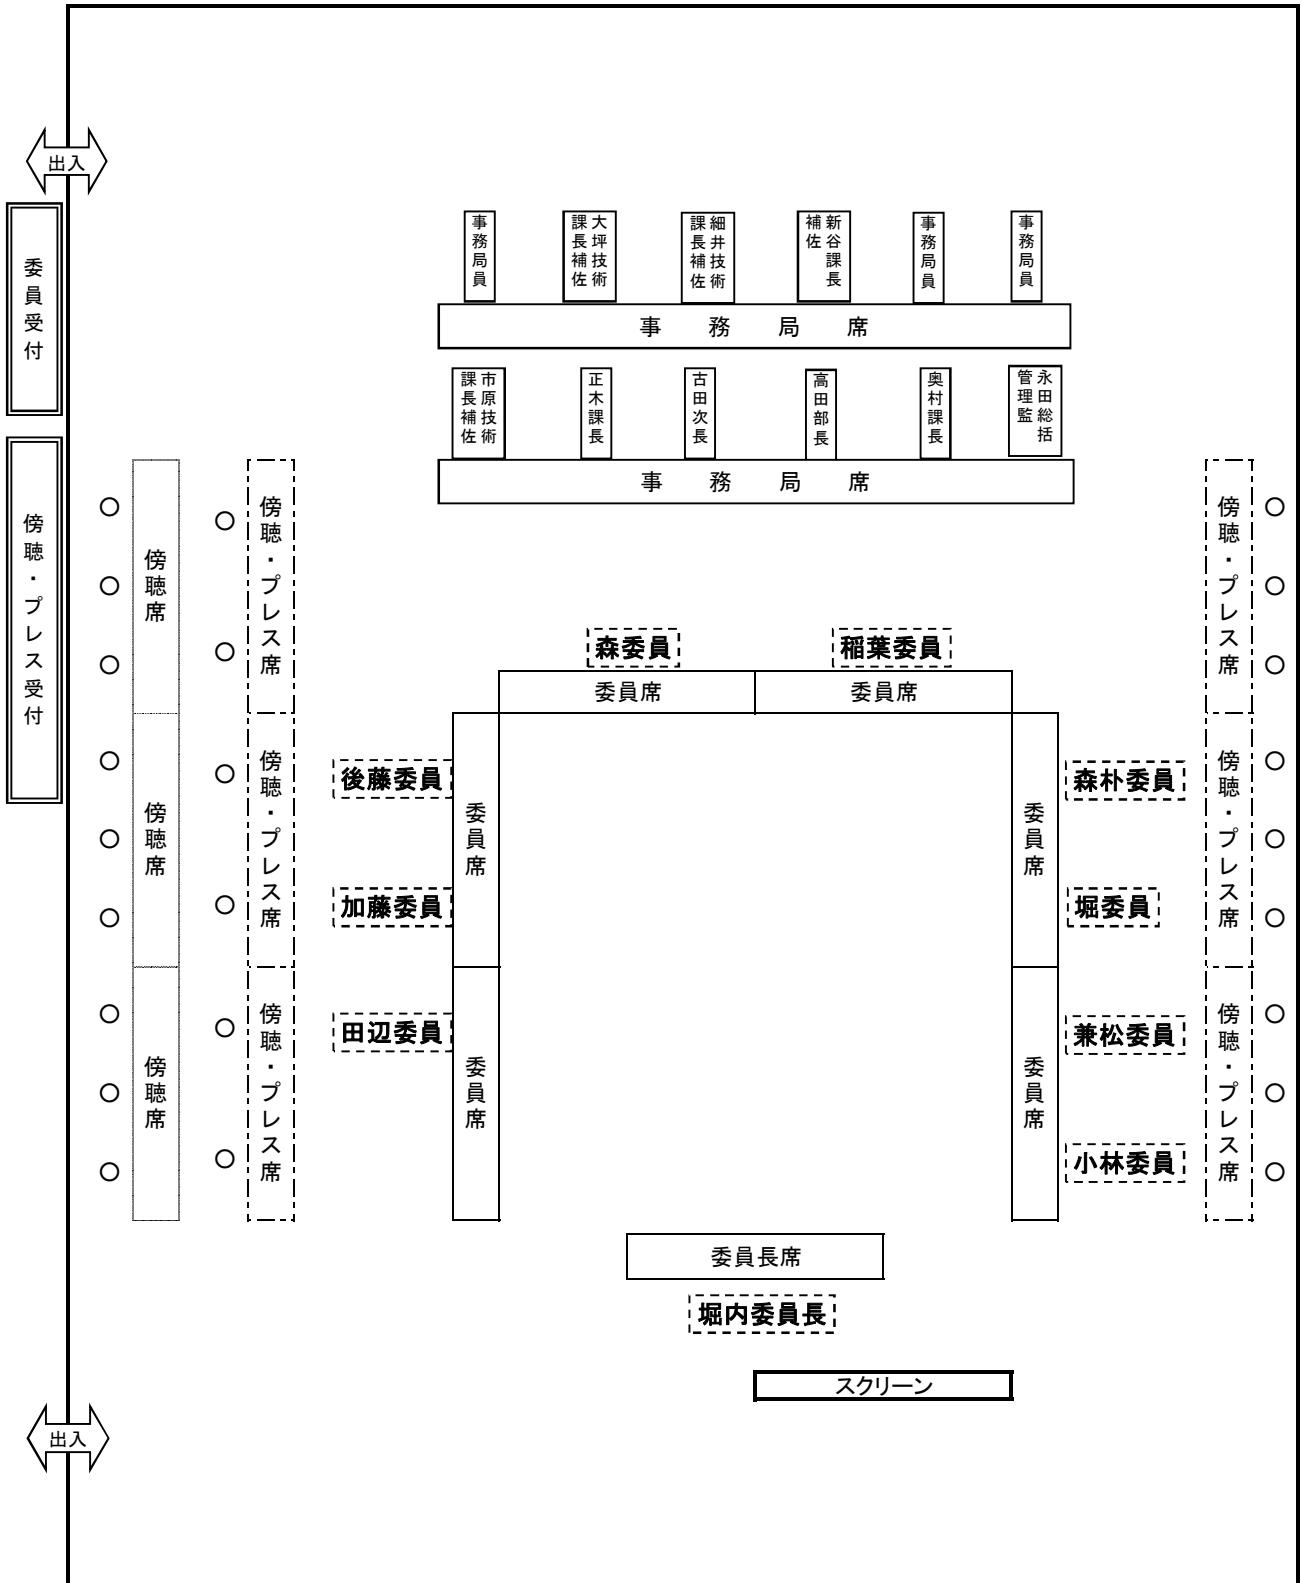 出入
委員受付
傍聴・プレス受付
事務局員
大坪技術
課長補佐
細井技術
課長補佐
新谷課長
補佐
事務局員
事務局員
事務局席
市原技術
課長補佐
正木課長
古田次長
高田部長
奥村課長
永田総括
管理監
事務局席
傍聴席
傍聴席
傍聴席
傍聴・プレス席
傍聴・プレス席
傍聴・プレス席
森委員
稲葉委員
委員席
委員席
後藤委員
加藤委員
田辺委員
委員席
委員席
委員席
委員席
森朴委員
堀委員
兼松委員
小林委員
傍聴・プレス席
傍聴・プレス席
傍聴・プレス席
委員長席
堀内委員長
スクリーン
出入